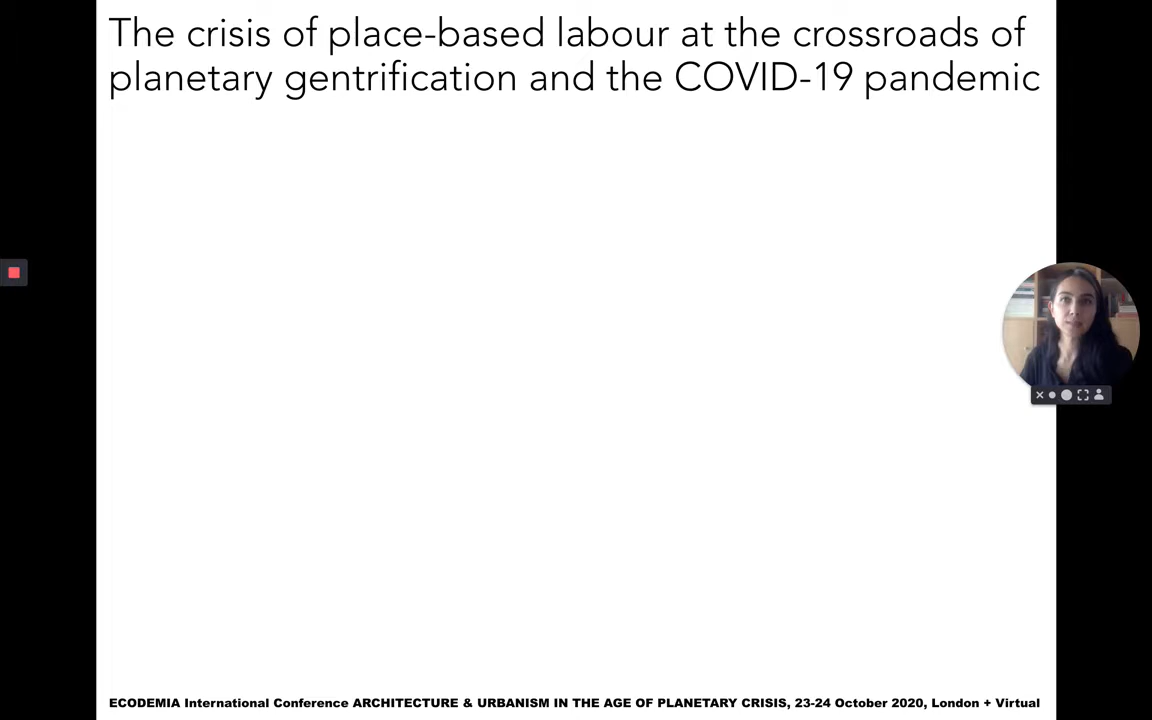 The crisis of place-based labour at the crossroads of
planetary gentrification and the COVID-19 pandemic
ECODEMIA International Conference ARCHITECTURE & URBANISM IN THE AGE OF PLANETARY CRISIS, 23-24 October 2020, London + Virtual